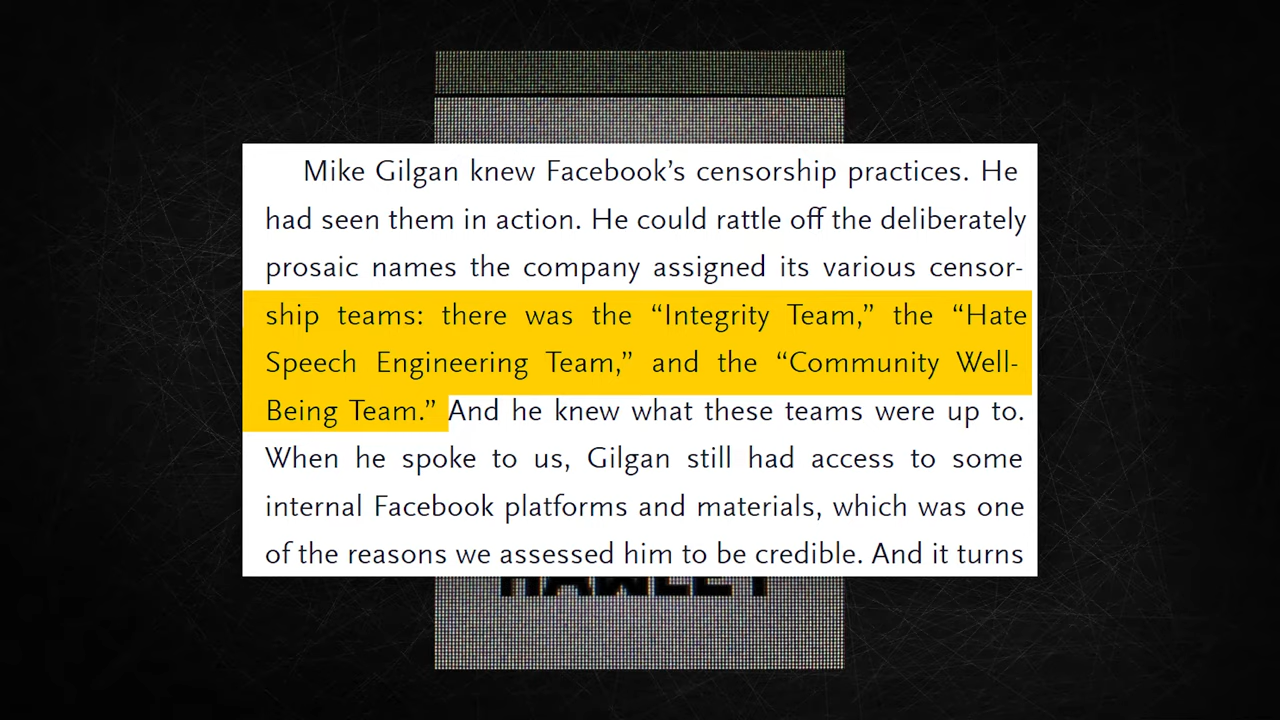 Mike Gilgan knew Facebook’s censorship practices. He
had seen them in action. He could rattle off the deliberately
prosaic names the company assigned its various censor-
ship teams: there was the “Integrity Team,” the “Hate
Speech Engineering Team,” and the “Community Well-
Being Team.” And he knew what these teams were up to.
When he spoke to us, Gilgan still had access to some
internal Facebook platforms and materials, which was one
of the reasons we assessed him to be credible. And it turns
HAWLEY